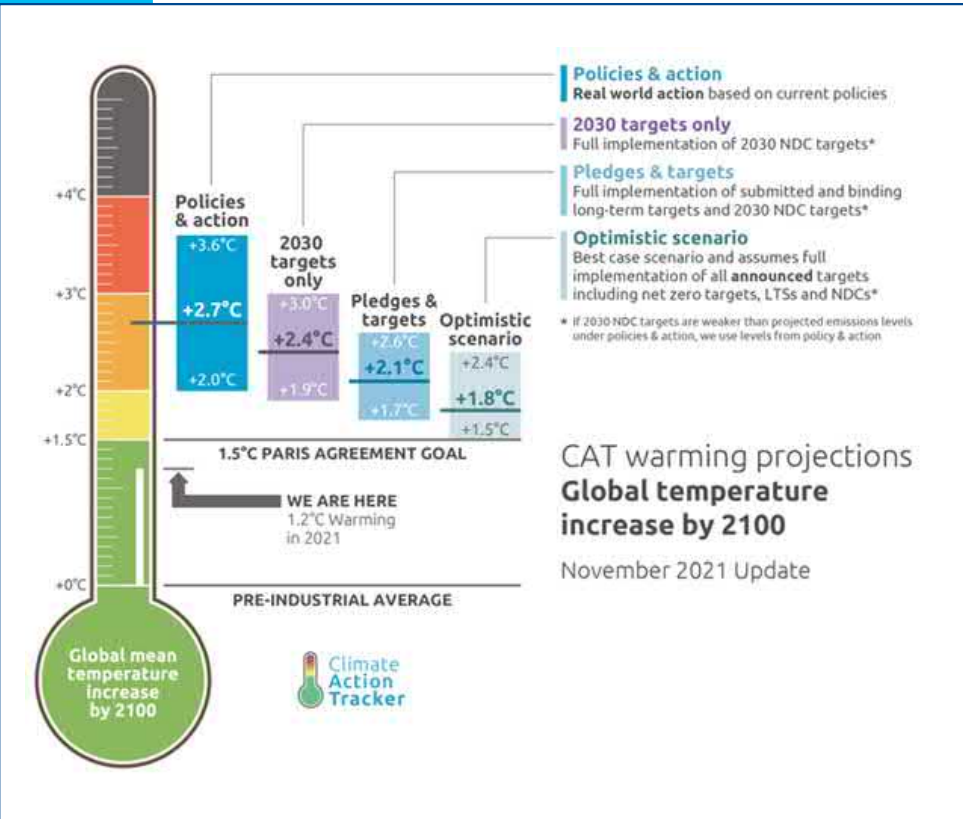 Policies & action
Real world action based on current policies
2030 targets only
Full implementation of 2030 NDC targets*
Pledges & targets
Full implementation of submitted and binding
long-term targets and 2030 NDC targets*
Optimistic scenario
Best case scenario and assumes full
implementation of all announced targets
including net zero targets, LTSs and NDCs*
* If 2030 NDC targets are weaker than projected emissions levels
under policies & action, we use levels from policy & action
+4°C
+3°C
+2°C
+1.5°C
+0°C
Policies
& action
+3.6°C
+2.7°C
+2.0°C
2030
targets
only
+3.0°C
+2.4°C
+1.9°C
Pledges &
targets
+2.6°C
+2.1°C
+1.7°C
Optimistic
scenario
+2.4°C
+1.8°C
+1.5°C
1.5°C PARIS AGREEMENT GOAL
WE ARE HERE
1.2°C Warming
in 2021
PRE-INDUSTRIAL AVERAGE
CAT warming projections
Global temperature
increase by 2100
November 2021 Update
Global mean
temperature
increase
by 2100
Climate
Action
Tracker